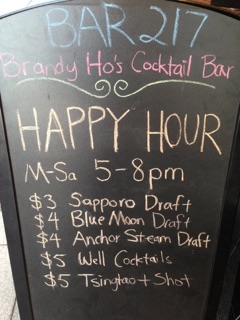 BAR 217
Brandy Ho's Cocktail Bar
HAPPY HOUR
M-Sa 5-8pm
$3 Sapporo Draft
$4 Blue Moon Draft
$4 Anchor Steam Draft
$5 Well Cocktails
$5 Tsingtao + Shot